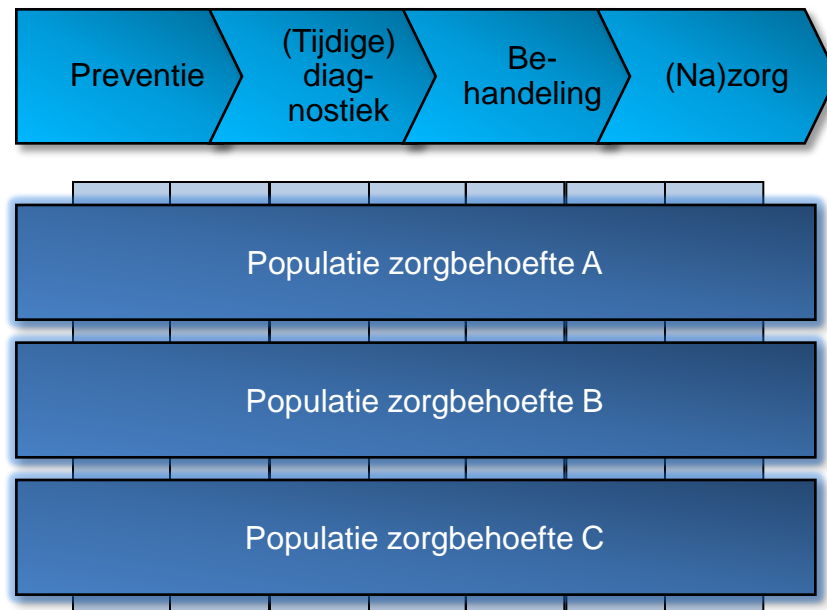 Preventie
(Tijdige)
diag-
nostiek
Be-
handeling
(Na)zorg
Populatie zorgbehoefte A
Populatie zorgbehoefte B
Populatie zorgbehoefte C